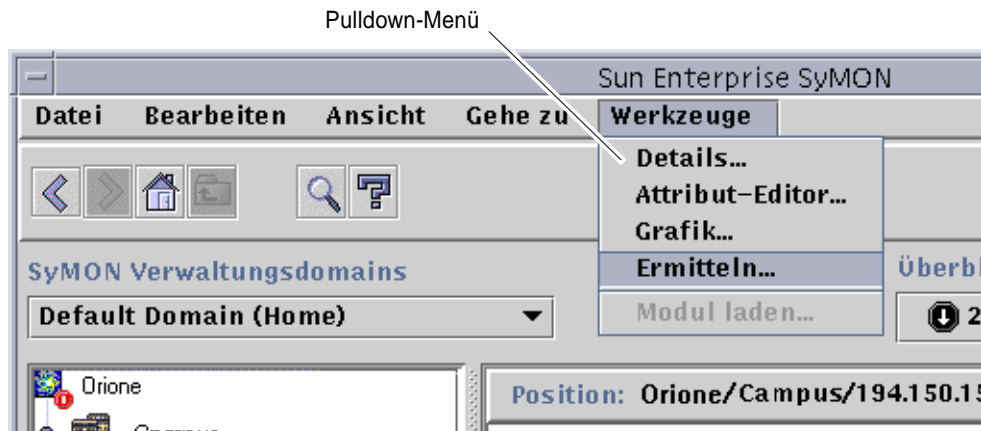 Pulldown-Menü
Sun Enterprise SyMON
Datei Bearbeiten Ansicht Gehe zu Werkzeuge
Details...
Attribut-Editor...
Grafik...
Ermitteln...
Modul laden...
SyMON Verwaltungsdomains
Default Domain (Home)
2
Orione
Position: Orione/Campus/194.150.15